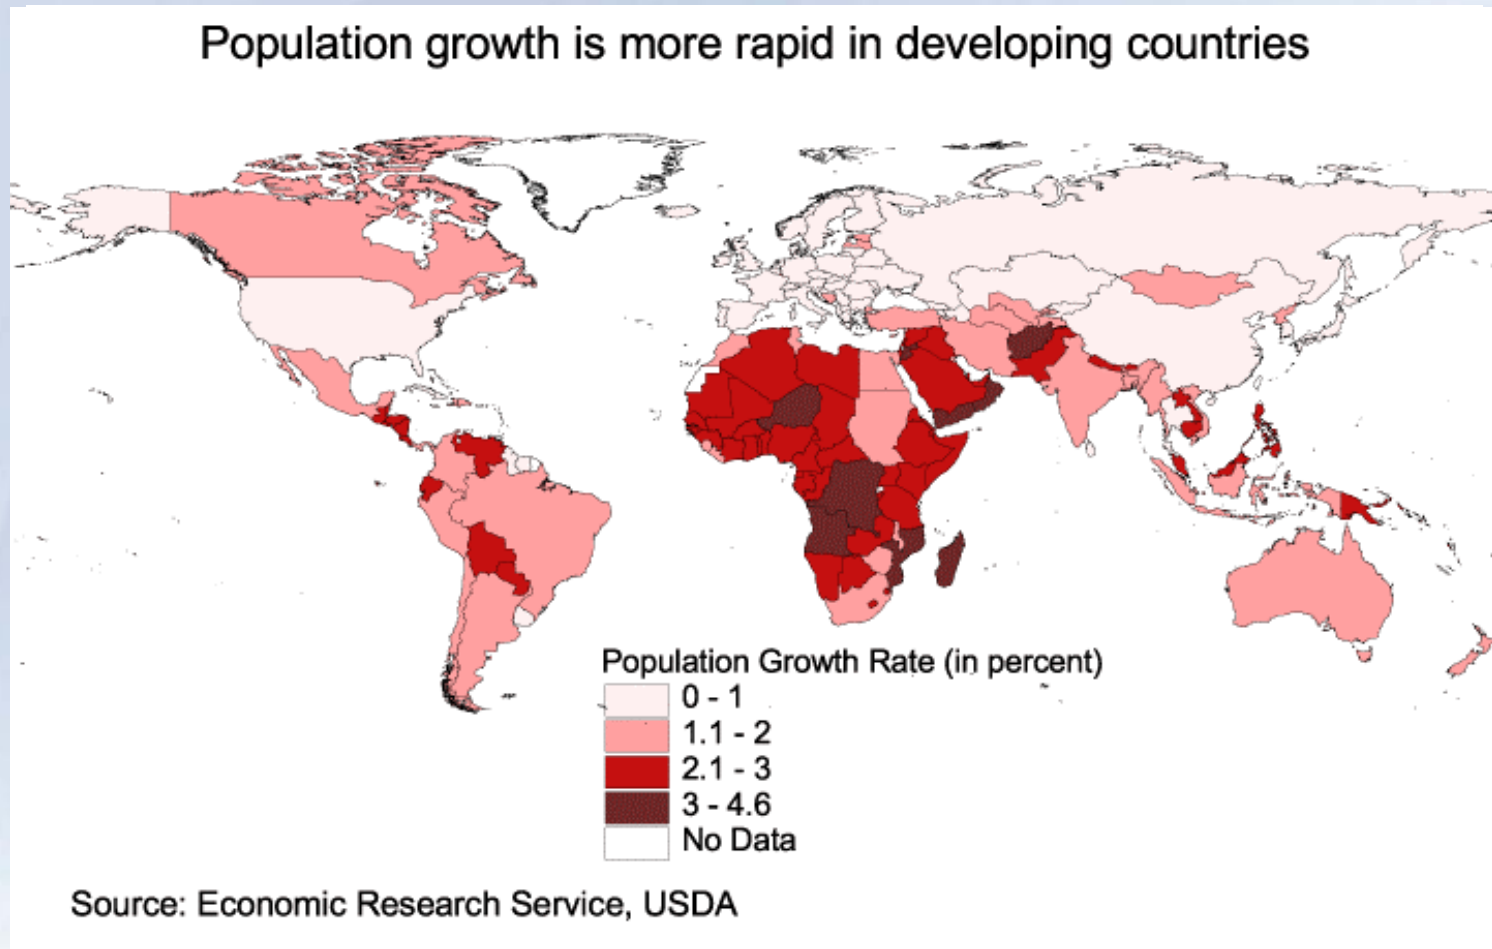 Population growth is more rapid in developing countries
Population Growth Rate (in percent)
0 - 1
1.1 - 2
2.1 - 3
3 - 4.6
No Data
Source: Economic Research Service, USDA